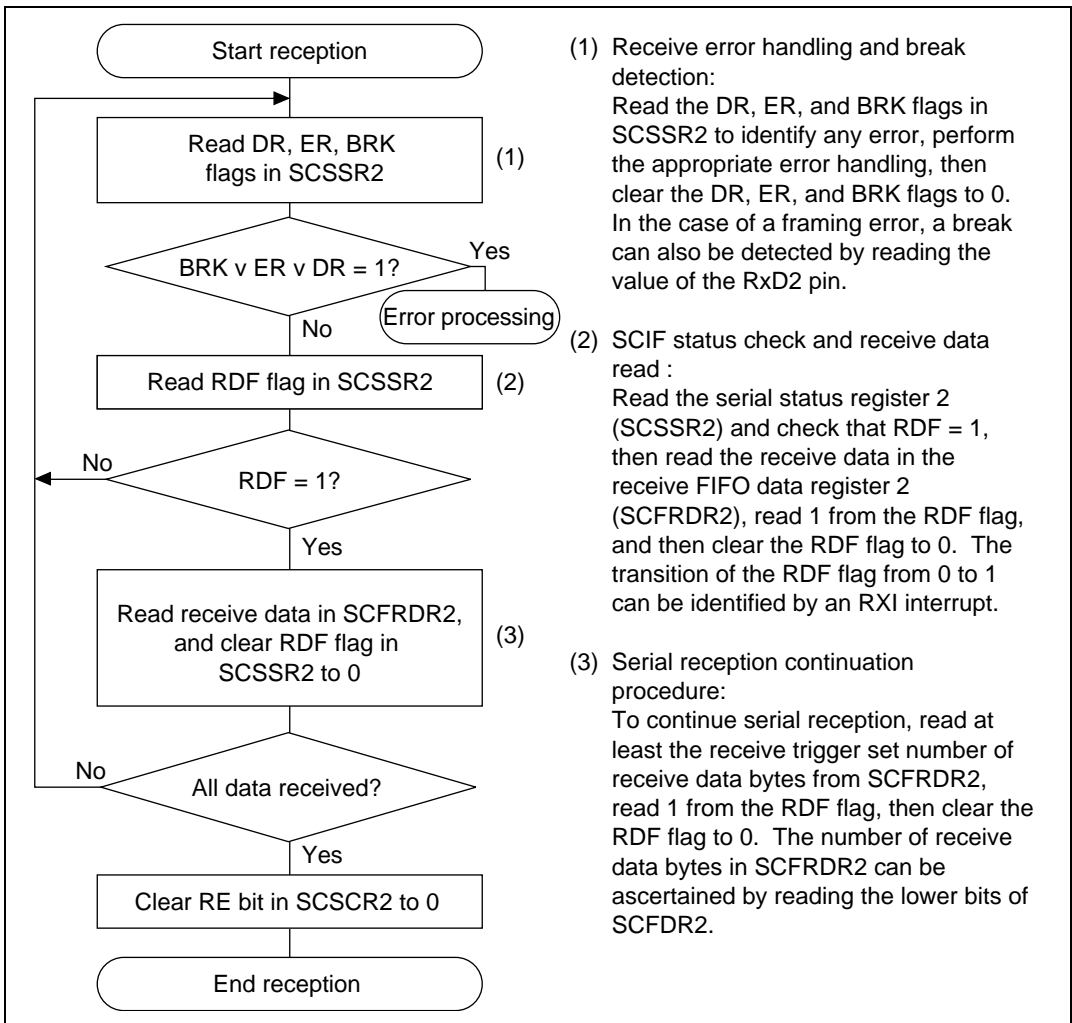 Start reception
Read DR, ER, BRK
flags in SCSSR2
(1)
BRK v ER v DR = 1?
Yes
Error processing
No
Read RDF flag in SCSSR2
(2)
No
RDF = 1?
Yes
Read receive data in SCFRDR2,
and clear RDF flag in
SCSSR2 to 0
(3)
No
All data received?
Yes
Clear RE bit in SCSCR2 to 0
End reception
(1) Receive error handling and break
detection:
Read the DR, ER, and BRK flags in
SCSSR2 to identify any error, perform
the appropriate error handling, then
clear the DR, ER, and BRK flags to 0.
In the case of a framing error, a break
can also be detected by reading the
value of the RxD2 pin.
(2) SCIF status check and receive data
read :
Read the serial status register 2
(SCSSR2) and check that RDF = 1,
then read the receive data in the
receive FIFO data register 2
(SCFRDR2), read 1 from the RDF flag,
and then clear the RDF flag to 0. The
transition of the RDF flag from 0 to 1
can be identified by an RXI interrupt.
(3) Serial reception continuation
procedure:
To continue serial reception, read at
least the receive trigger set number of
receive data bytes from SCFRDR2,
read 1 from the RDF flag, then clear the
RDF flag to 0. The number of receive
data bytes in SCFRDR2 can be
ascertained by reading the lower bits of
SCFDR2.